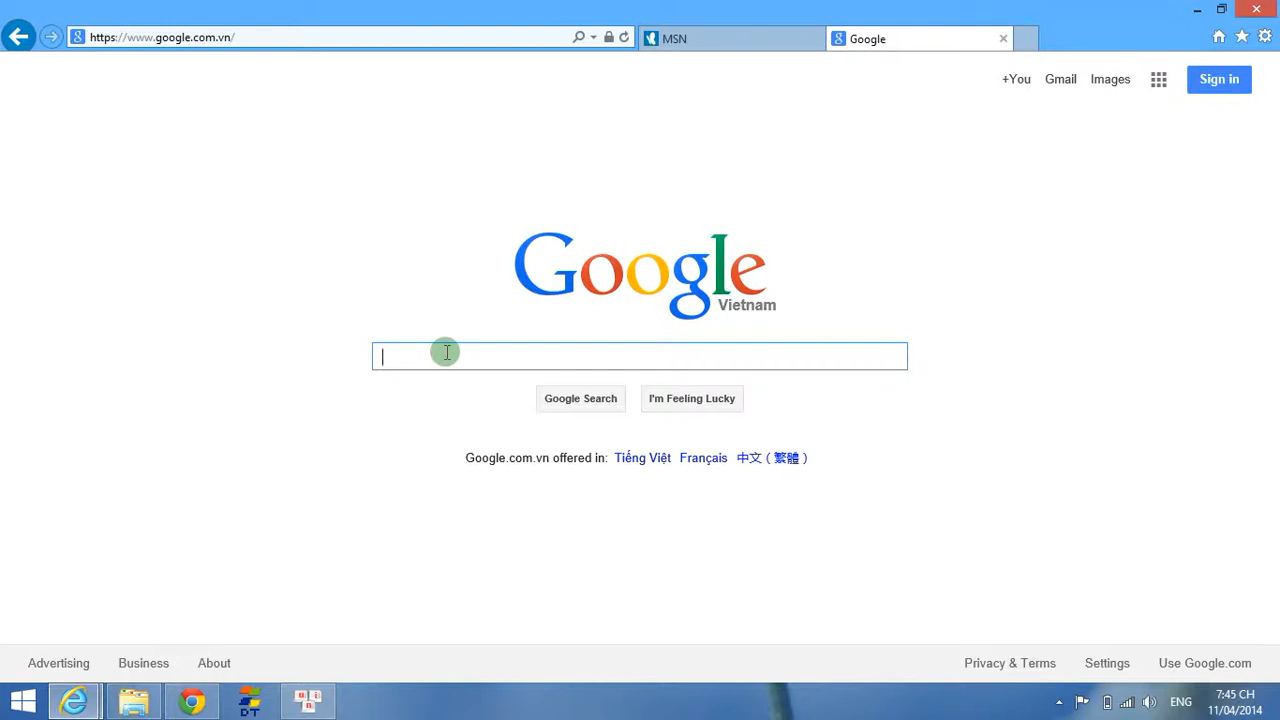 https://www.google.com.vn/
MSN
Google
+You Gmail Images
Sign in
Google
Vietnam
Google Search
I'm Feeling Lucky
Google.com.vn offered in: Tiếng Việt Français 中文（繁體）
Advertising Business About
Privacy & Terms Settings Use Google.com
DT
ENG
7:45 CH
11/04/2014